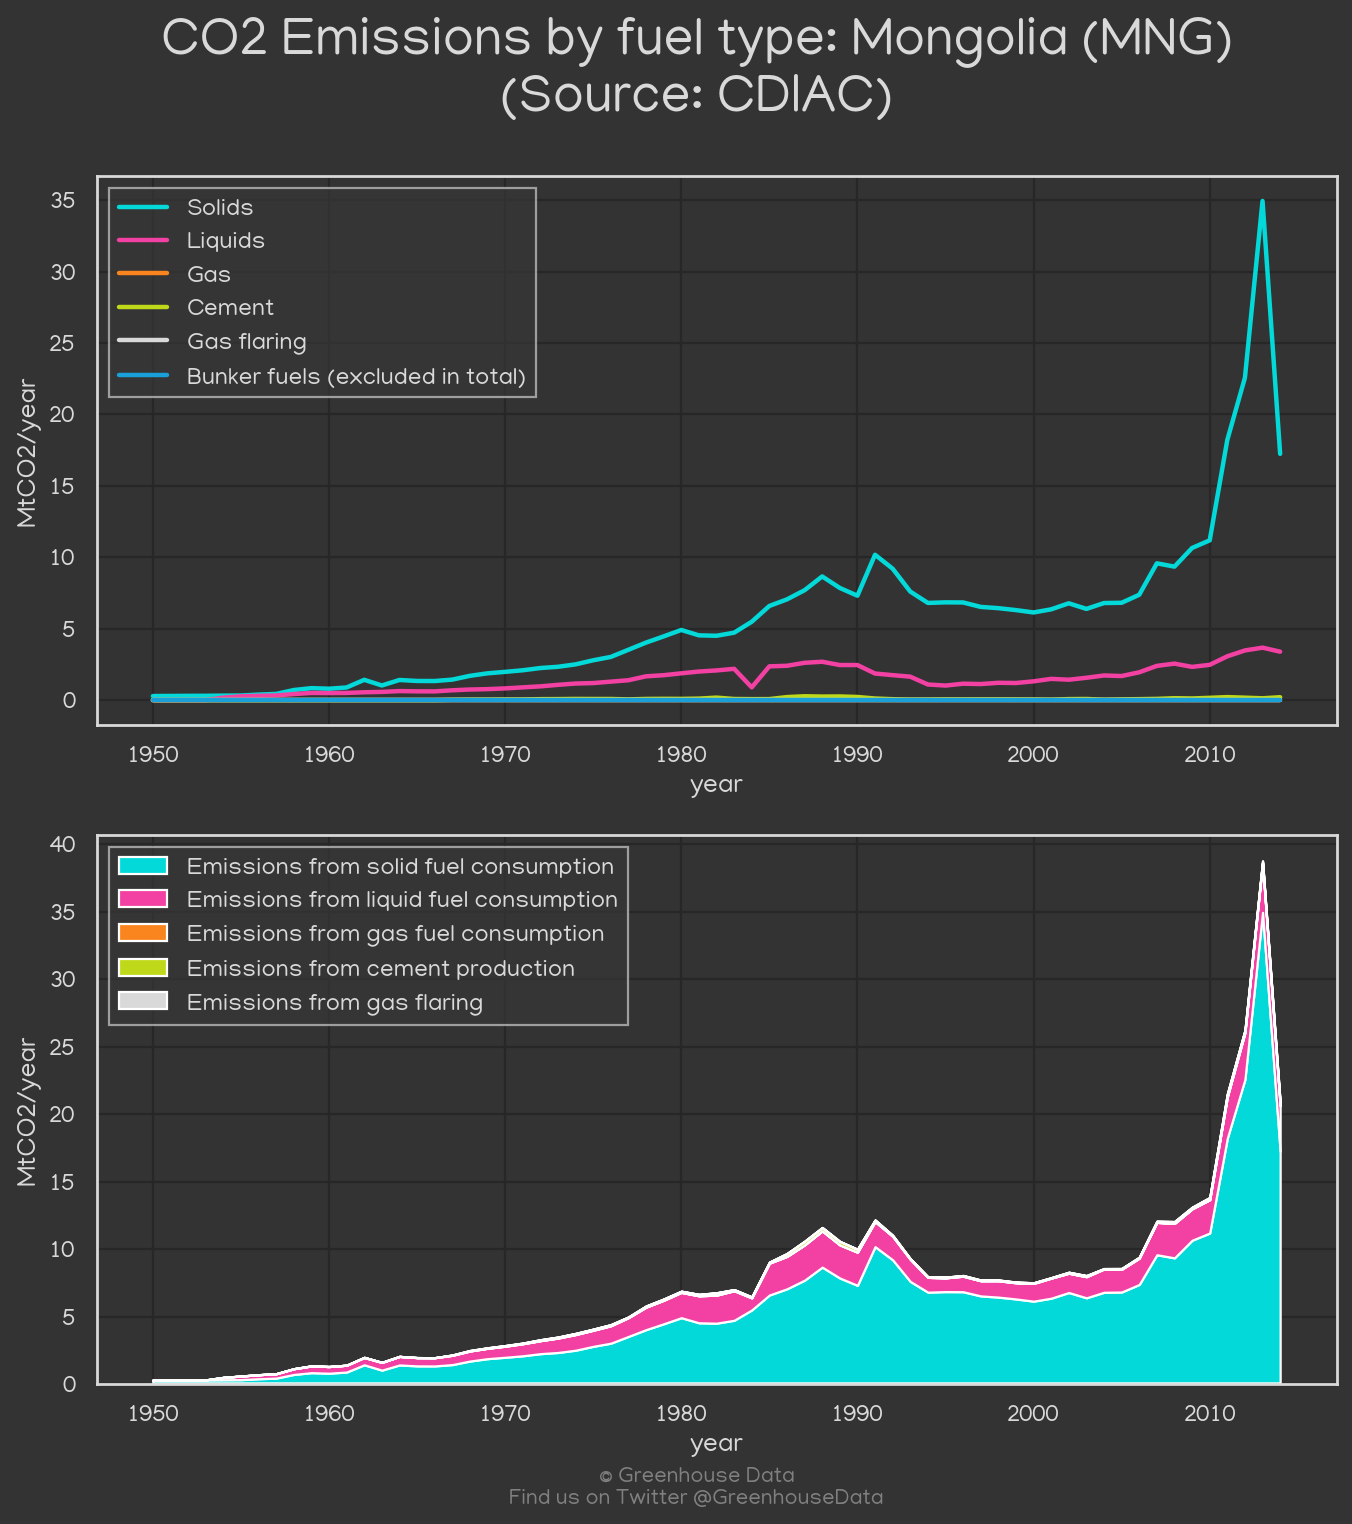 CO2 Emissions by fuel type: Mongolia (MNG)
(Source: CDIAC)
35
30
25
20
15
10
5
0
MtCO2/year
Solids
Liquids
Gas
Cement
Gas flaring
Bunker fuels (excluded in total)
1950 1960 1970 1980 1990 2000 2010
year
40
35
30
25
20
15
10
5
0
MtCO2/year
Emissions from solid fuel consumption
Emissions from liquid fuel consumption
Emissions from gas fuel consumption
Emissions from cement production
Emissions from gas flaring
1950 1960 1970 1980 1990 2000 2010
year
© Greenhouse Data
Find us on Twitter @GreenhouseData